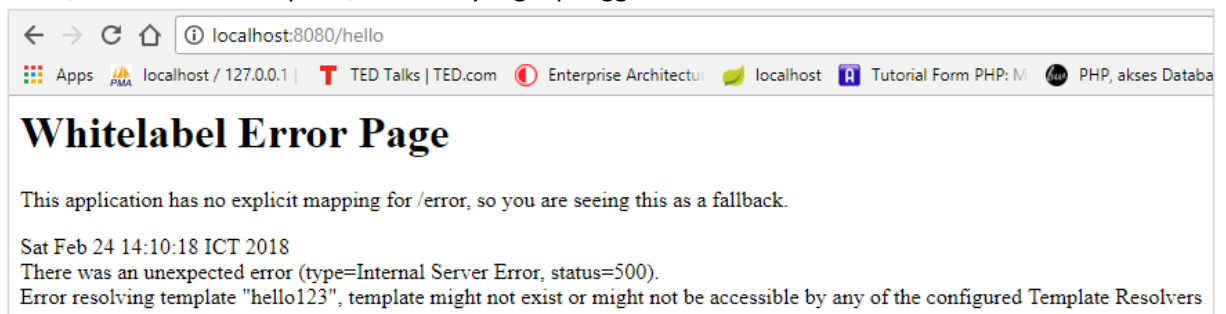 localhost:8080/hello
Apps PMA localhost / 127.0.0.1 TED Talks | TED.com Enterprise Architectu localhost Tutorial Form PHP: M bw PHP, akses Databa
Whitelabel Error Page
This application has no explicit mapping for /error, so you are seeing this as a fallback.
Sat Feb 24 14:10:18 ICT 2018
There was an unexpected error (type=Internal Server Error, status=500).
Error resolving template "hello123", template might not exist or might not be accessible by any of the configured Template Resolvers